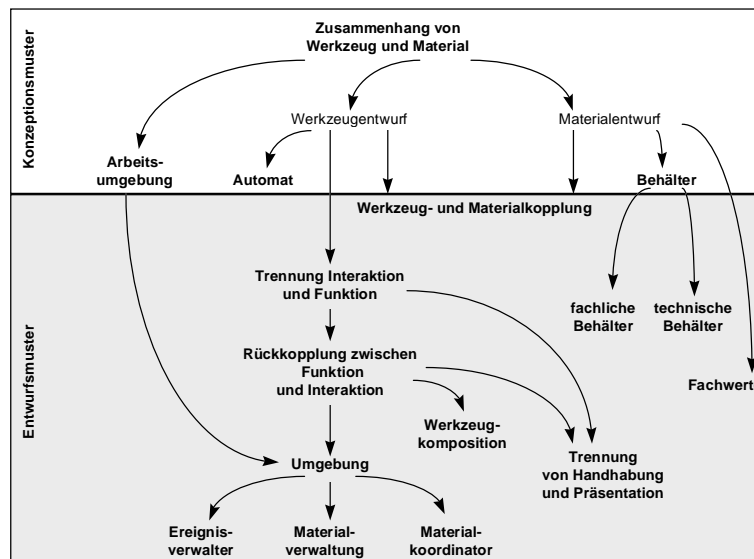 Konzeptionsmuster
Zusammenhang von
Werkzeug und Material
Werkzeugentwurf
Materialentwurf
Arbeits-
umgebung
Automat
Behälter
Werkzeug- und Materialkopplung
Entwurfsmuster
Trennung Interaktion
und Funktion
fachliche
Behälter
technische
Behälter
Rückkopplung zwischen
Funktion
und Interaktion
Fachwert
Werkzeug-
komposition
Umgebung
Trennung
von Handhabung
und Präsentation
Ereignis-
verwalter
Material-
verwaltung
Material-
koordinator